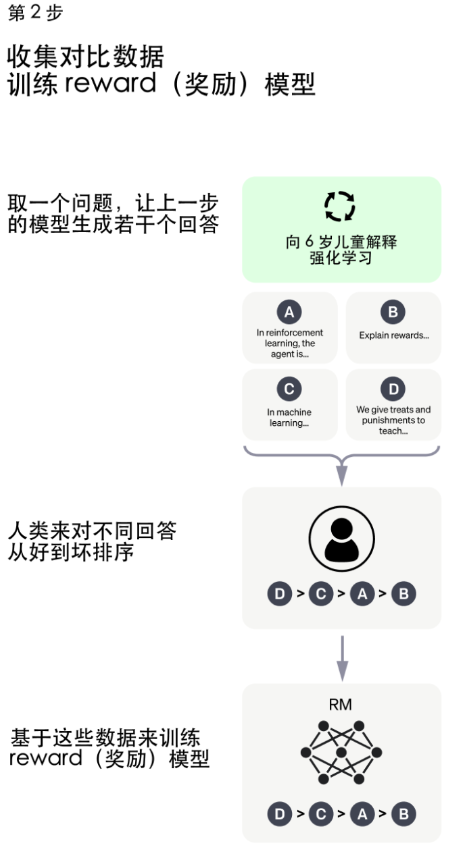 第 2 步
收集对比数据
训练 reward（奖励）模型
取一个问题，让上一步
的模型生成若干个回答
向 6 岁儿童解释
强化学习
A
In reinforcement
learning, the
agent is...
B
Explain rewards...
C
In machine
learning...
D
We give treats and
punishments to
teach...
人类来对不同回答
从好到坏排序
D > C > A > B
基于这些数据来训练
reward（奖励）模型
RM
D > C > A > B